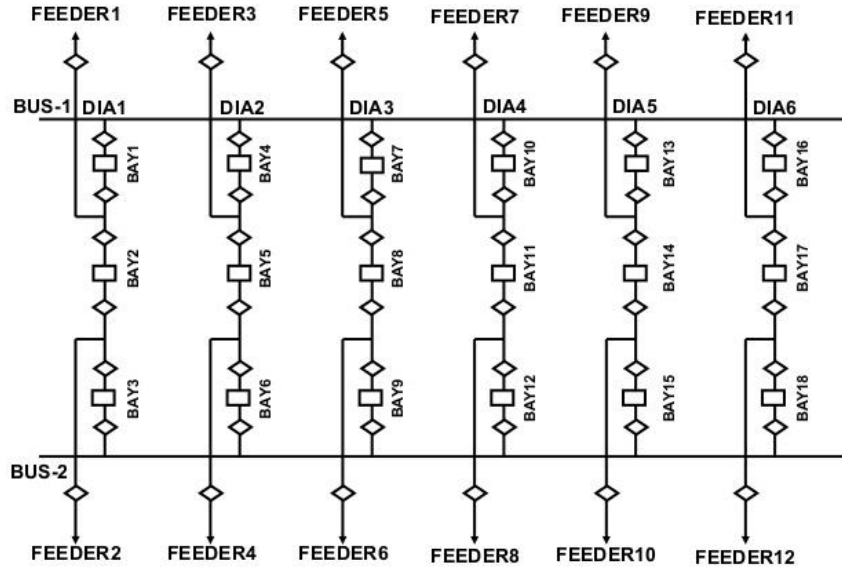 FEEDER1 FEEDER3 FEEDER5 FEEDER7 FEEDER9 FEEDER11
BUS-1 DIA1 DIA2 DIA3 DIA4 DIA5 DIA6
BAY1 BAY4 BAY7 BAY10 BAY13 BAY16
BAY2 BAY5 BAY8 BAY11 BAY14 BAY17
BAY3 BAY6 BAY9 BAY12 BAY15 BAY18
BUS-2
FEEDER2 FEEDER4 FEEDER6 FEEDER8 FEEDER10 FEEDER12